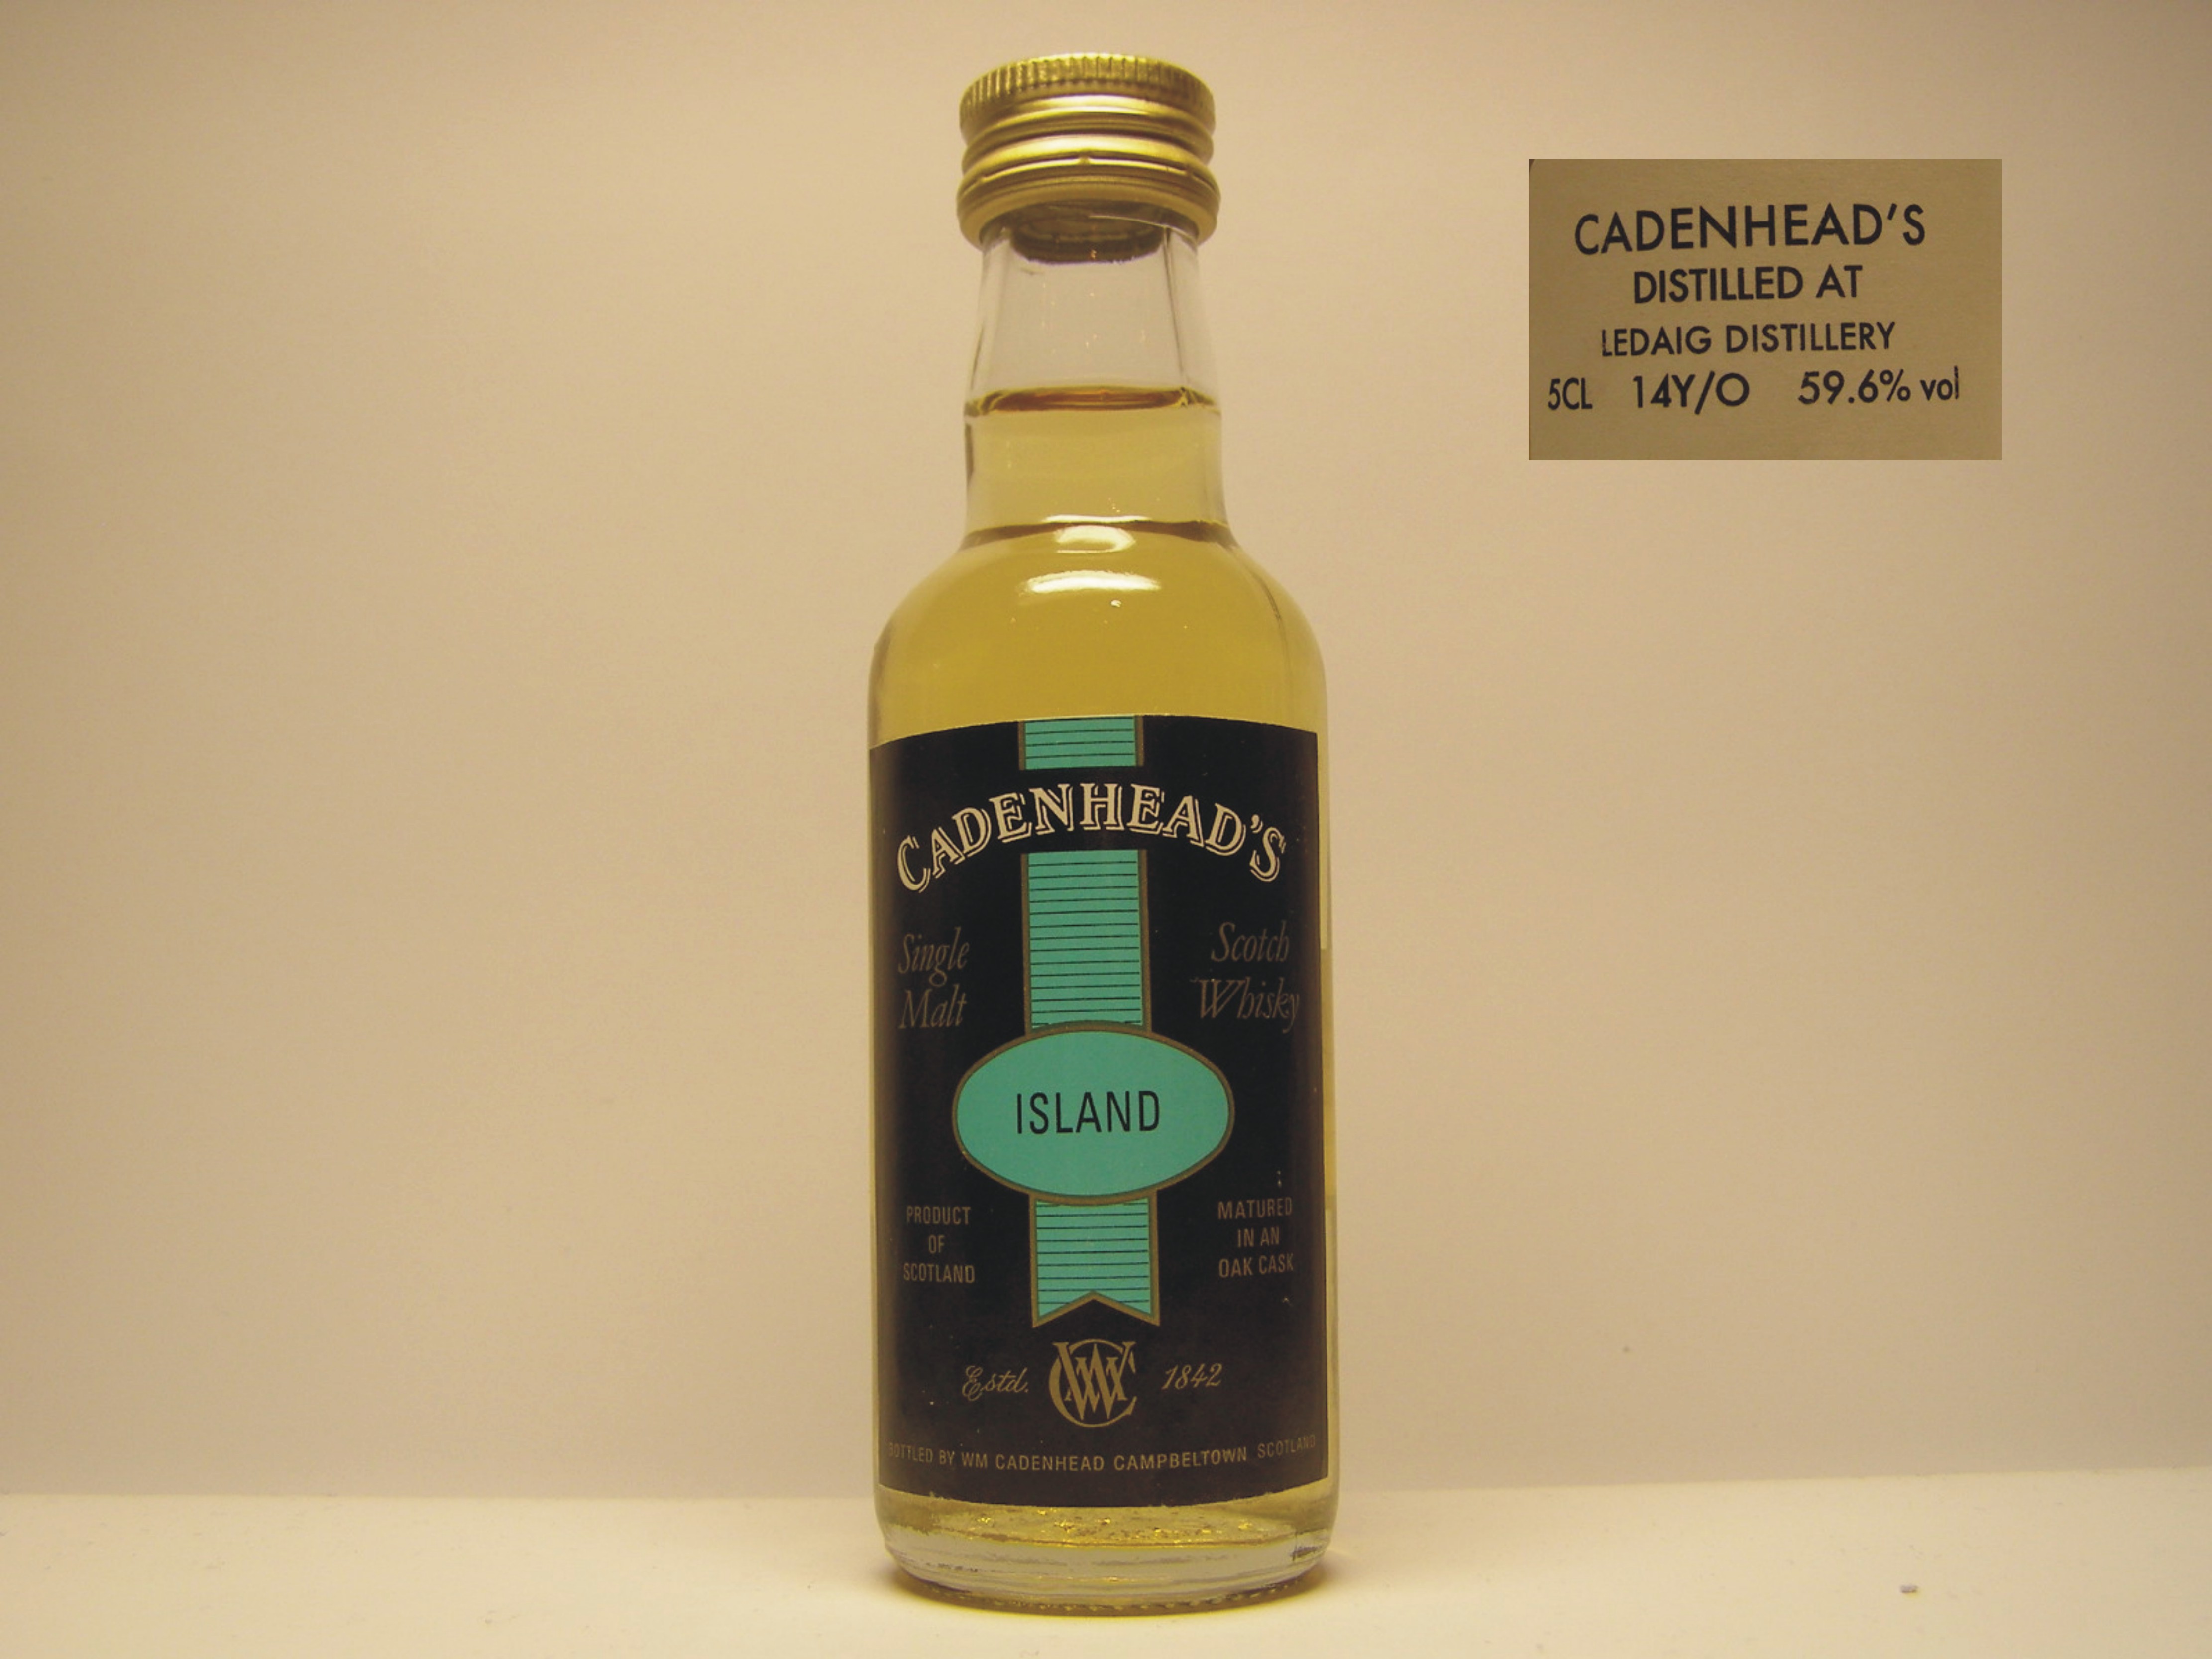 CADENHEAD'S
Single Malt
Scotch Whisky
ISLAND
PRODUCT
OF
SCOTLAND
MATURED
IN AN
OAK CASK
Estd. WC 1842
BOTTLED BY WM CADENHEAD CAMPBELTOWN SCOTLAND
CADENHEAD'S
DISTILLED AT
LEDAIG DISTILLERY
5CL 14Y/O 59.6% vol